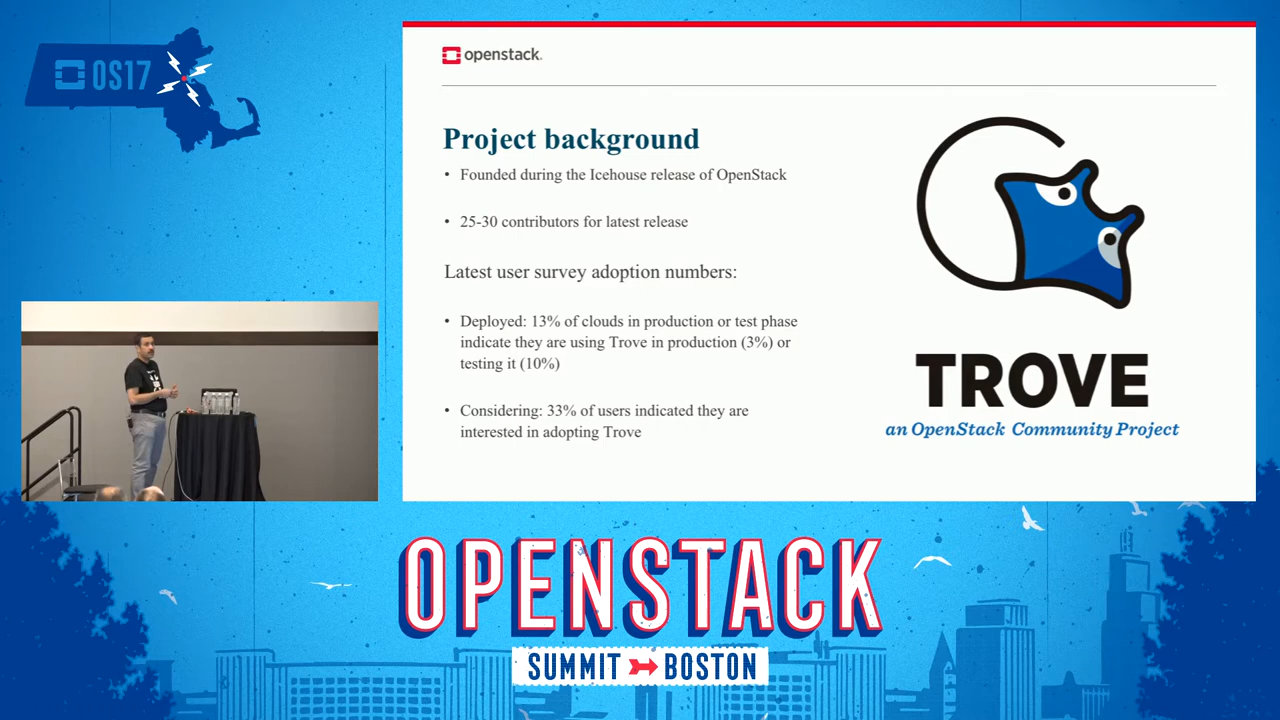 OS17
openstack.
Project background
• Founded during the Icehouse release of OpenStack
• 25-30 contributors for latest release
Latest user survey adoption numbers:
• Deployed: 13% of clouds in production or test phase
indicate they are using Trove in production (3%) or
testing it (10%)
• Considering: 33% of users indicated they are
interested in adopting Trove
TROVE
an OpenStack Community Project
OPENSTACK
SUMMIT BOSTON